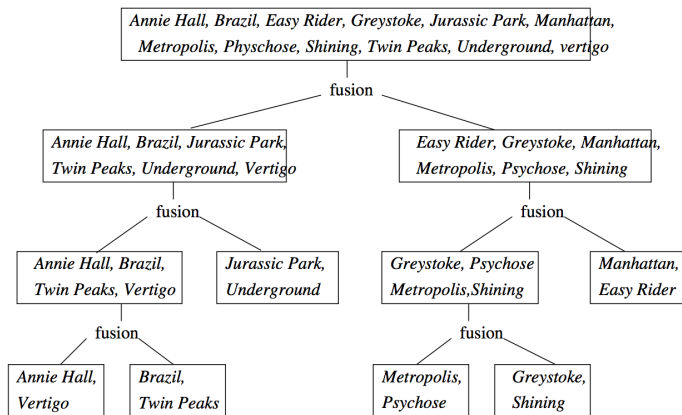 Annie Hall, Brazil, Easy Rider, Greystoke, Jurassic Park, Manhattan,
Metropolis, Physchose, Shining, Twin Peaks, Underground, vertigo
fusion
Annie Hall, Brazil, Jurassic Park,
Twin Peaks, Underground, Vertigo
Easy Rider, Greystoke, Manhattan,
Metropolis, Psychose, Shining
fusion
fusion
Annie Hall, Brazil,
Twin Peaks, Vertigo
Jurassic Park,
Underground
Greystoke, Psychose
Metropolis,Shining
Manhattan,
Easy Rider
fusion
fusion
Annie Hall,
Vertigo
Brazil,
Twin Peaks
Metropolis,
Psychose
Greystoke,
Shining